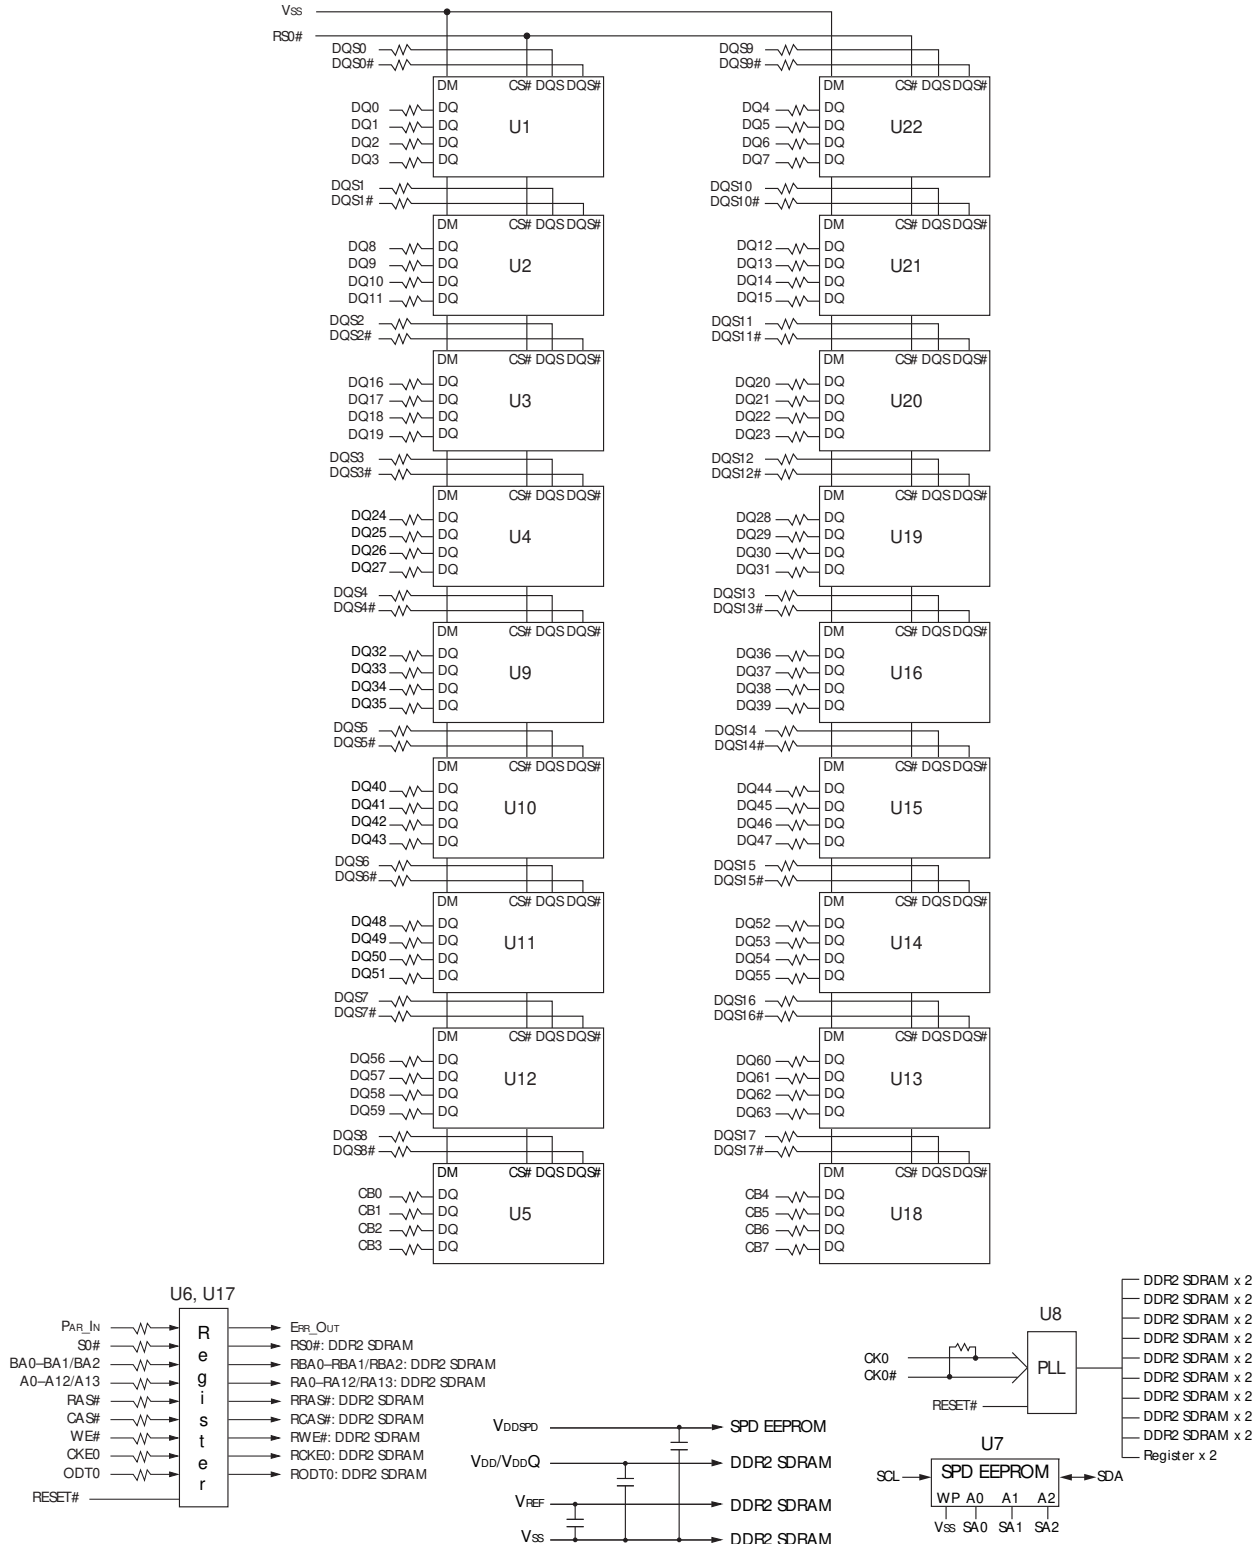 Vss
RS0#
DQS0
DQS0#
DM CS# DQS DQS#
DQ0 DQ
DQ1 DQ
DQ2 DQ
DQ3 DQ
U1
DQS9
DQS9#
DM CS# DQS DQS#
DQ4 DQ
DQ5 DQ
DQ6 DQ
DQ7 DQ
U22
DQS1
DQS1#
DM CS# DQS DQS#
DQ8 DQ
DQ9 DQ
DQ10 DQ
DQ11 DQ
U2
DQS10
DQS10#
DM CS# DQS DQS#
DQ12 DQ
DQ13 DQ
DQ14 DQ
DQ15 DQ
U21
DQS2
DQS2#
DM CS# DQS DQS#
DQ16 DQ
DQ17 DQ
DQ18 DQ
DQ19 DQ
U3
DQS11
DQS11#
DM CS# DQS DQS#
DQ20 DQ
DQ21 DQ
DQ22 DQ
DQ23 DQ
U20
DQS3
DQS3#
DM CS# DQS DQS#
DQ24 DQ
DQ25 DQ
DQ26 DQ
DQ27 DQ
U4
DQS12
DQS12#
DM CS# DQS DQS#
DQ28 DQ
DQ29 DQ
DQ30 DQ
DQ31 DQ
U19
DQS4
DQS4#
DM CS# DQS DQS#
DQ32 DQ
DQ33 DQ
DQ34 DQ
DQ35 DQ
U9
DQS13
DQS13#
DM CS# DQS DQS#
DQ36 DQ
DQ37 DQ
DQ38 DQ
DQ39 DQ
U16
DQS5
DQS5#
DM CS# DQS DQS#
DQ40 DQ
DQ41 DQ
DQ42 DQ
DQ43 DQ
U10
DQS14
DQS14#
DM CS# DQS DQS#
DQ44 DQ
DQ45 DQ
DQ46 DQ
DQ47 DQ
U15
DQS6
DQS6#
DM CS# DQS DQS#
DQ48 DQ
DQ49 DQ
DQ50 DQ
DQ51 DQ
U11
DQS15
DQS15#
DM CS# DQS DQS#
DQ52 DQ
DQ53 DQ
DQ54 DQ
DQ55 DQ
U14
DQS7
DQS7#
DM CS# DQS DQS#
DQ56 DQ
DQ57 DQ
DQ58 DQ
DQ59 DQ
U12
DQS16
DQS16#
DM CS# DQS DQS#
DQ60 DQ
DQ61 DQ
DQ62 DQ
DQ63 DQ
U13
DQS8
DQS8#
DM CS# DQS DQS#
CB0 DQ
CB1 DQ
CB2 DQ
CB3 DQ
U5
DQS17
DQS17#
DM CS# DQS DQS#
CB4 DQ
CB5 DQ
CB6 DQ
CB7 DQ
U18
U6, U17
Register
PAR_IN ERR_OUT
S0# RS0#: DDR2 SDRAM
BA0–BA1/BA2 RBA0–RBA1/RBA2: DDR2 SDRAM
A0–A12/A13 RA0–RA12/RA13: DDR2 SDRAM
RAS# RRAS#: DDR2 SDRAM
CAS# RCAS#: DDR2 SDRAM
WE# RWE#: DDR2 SDRAM
CKE0 RCKE0: DDR2 SDRAM
ODT0 RODT0: DDR2 SDRAM
RESET#
VDDSPD SPD EEPROM
VDD/VDDQ DDR2 SDRAM
VREF DDR2 SDRAM
Vss DDR2 SDRAM
U8
CK0
CK0#
PLL
RESET#
DDR2 SDRAM x 2
DDR2 SDRAM x 2
DDR2 SDRAM x 2
DDR2 SDRAM x 2
DDR2 SDRAM x 2
DDR2 SDRAM x 2
DDR2 SDRAM x 2
DDR2 SDRAM x 2
DDR2 SDRAM x 2
Register x 2
U7
SCL SPD EEPROM SDA
WP A0 A1 A2
Vss SA0 SA1 SA2